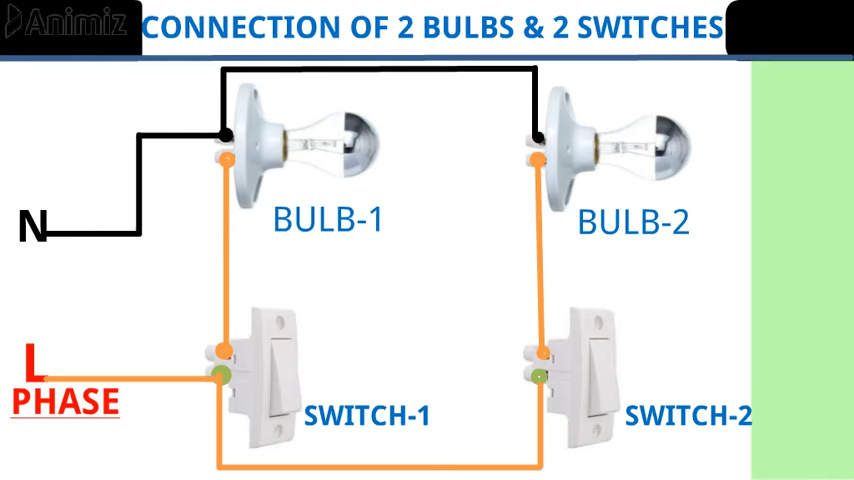 Animiz
CONNECTION OF 2 BULBS & 2 SWITCHES
N
BULB-1
BULB-2
L
PHASE
SWITCH-1
SWITCH-2